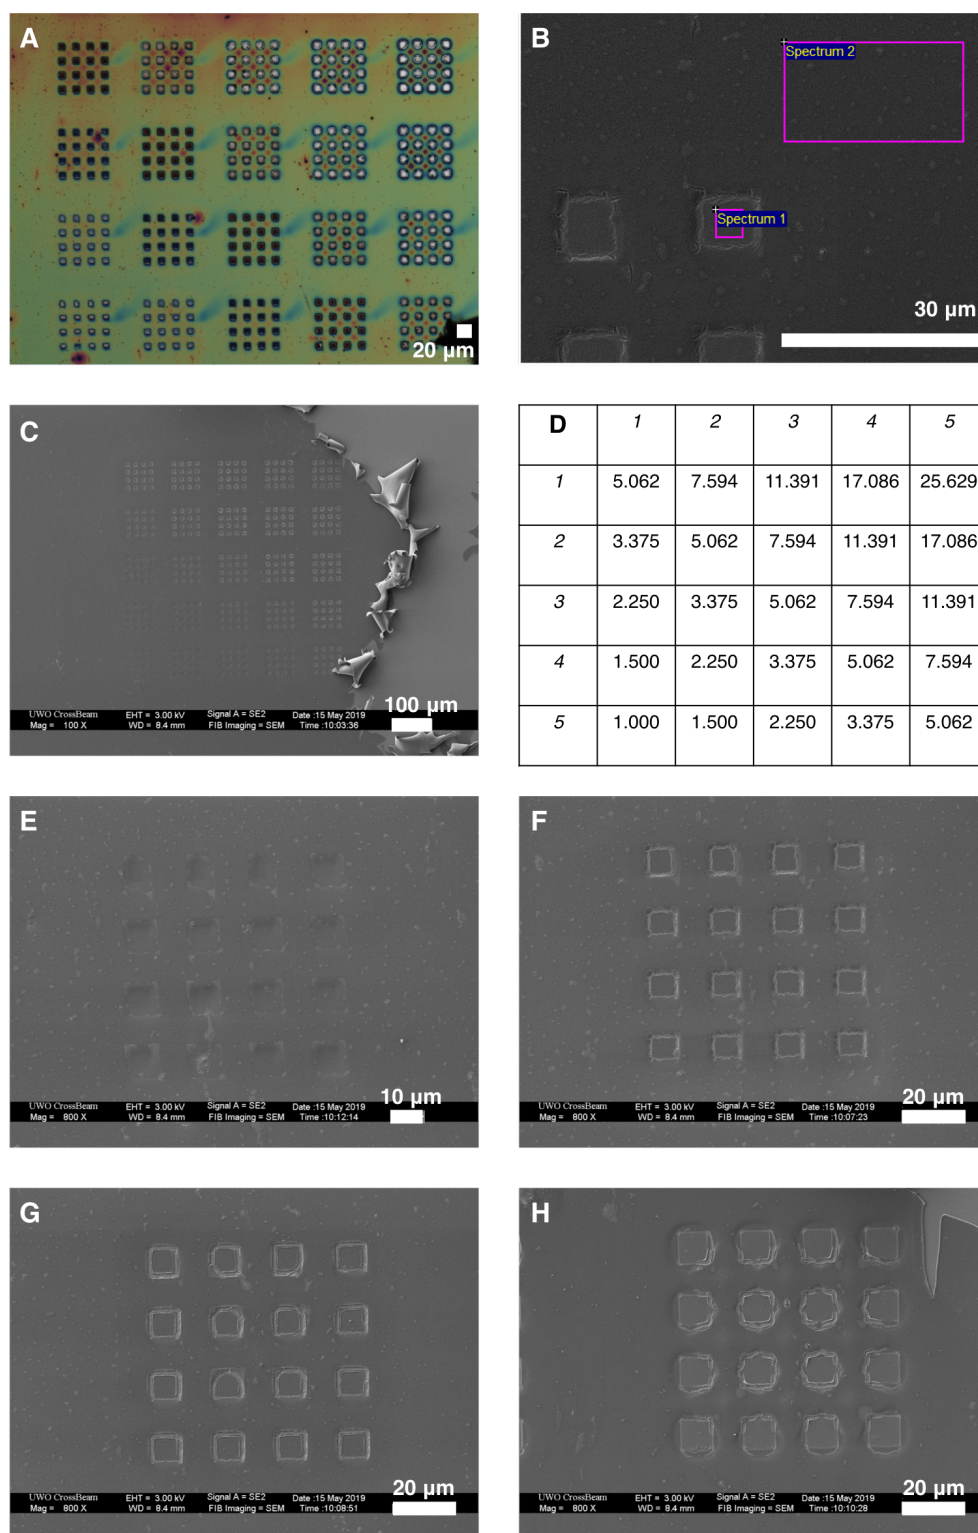 A
20 µm
B
Spectrum 2
Spectrum 1
30 µm
C
100 µm
UWO CrossBeam EHT = 3.00 kV Signal A = SE2 Date :15 May 2019
Mag = 100 X WD = 8.4 mm FIB Imaging = SEM Time :10:03:36
D 1 2 3 4 5
1 5.062 7.594 11.391 17.086 25.629
2 3.375 5.062 7.594 11.391 17.086
3 2.250 3.375 5.062 7.594 11.391
4 1.500 2.250 3.375 5.062 7.594
5 1.000 1.500 2.250 3.375 5.062
E
10 µm
UWO CrossBeam EHT = 3.00 kV Signal A = SE2 Date :15 May 2019
Mag = 800 X WD = 8.4 mm FIB Imaging = SEM Time :10:12:14
F
20 µm
UWO CrossBeam EHT = 3.00 kV Signal A = SE2 Date :15 May 2019
Mag = 800 X WD = 8.4 mm FIB Imaging = SEM Time :10:07:23
G
20 µm
UWO CrossBeam EHT = 3.00 kV Signal A = SE2 Date :15 May 2019
Mag = 800 X WD = 8.4 mm FIB Imaging = SEM Time :10:08:51
H
20 µm
UWO CrossBeam EHT = 3.00 kV Signal A = SE2 Date :15 May 2019
Mag = 800 X WD = 8.4 mm FIB Imaging = SEM Time :10:10:28